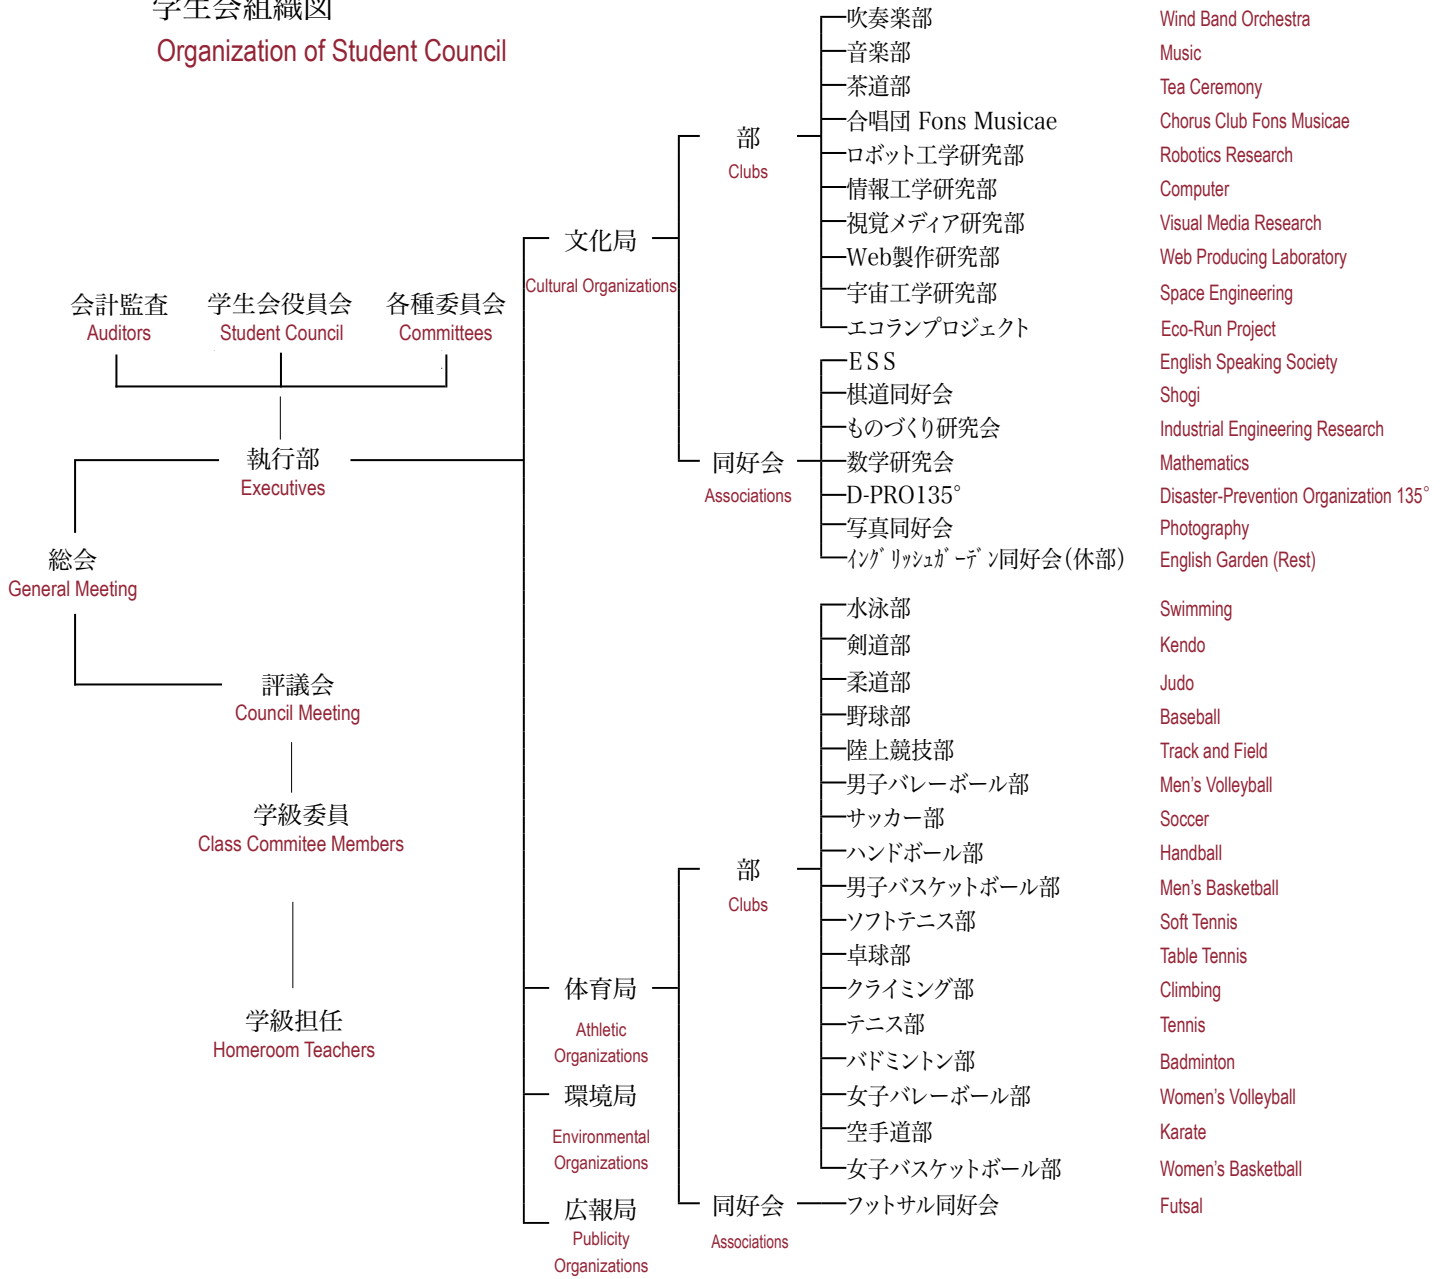 学生会組織図
Organization of Student Council
会計監査
Auditors
学生会役員会
Student Council
各種委員会
Committees
執行部
Executives
総会
General Meeting
評議会
Council Meeting
学級委員
Class Commitee Members
学級担任
Homeroom Teachers
文化局
Cultural Organizations
部
Clubs
吹奏楽部 Wind Band Orchestra
音楽部 Music
茶道部 Tea Ceremony
合唱団 Fons Musicae Chorus Club Fons Musicae
ロボット工学研究部 Robotics Research
情報工学研究部 Computer
視覚メディア研究部 Visual Media Research
Web製作研究部 Web Producing Laboratory
宇宙工学研究部 Space Engineering
エコランプロジェクト Eco-Run Project
同好会
Associations
ESS English Speaking Society
棋道同好会 Shogi
ものづくり研究会 Industrial Engineering Research
数学研究会 Mathematics
D-PRO135° Disaster-Prevention Organization 135°
写真同好会 Photography
ｲﾝｸﾞﾘｯｼｭｶﾞｰﾃﾞﾝ同好会(休部) English Garden (Rest)
体育局
Athletic
Organizations
部
Clubs
水泳部 Swimming
剣道部 Kendo
柔道部 Judo
野球部 Baseball
陸上競技部 Track and Field
男子バレーボール部 Men's Volleyball
サッカー部 Soccer
ハンドボール部 Handball
男子バスケットボール部 Men's Basketball
ソフトテニス部 Soft Tennis
卓球部 Table Tennis
クライミング部 Climbing
テニス部 Tennis
バドミントン部 Badminton
女子バレーボール部 Women's Volleyball
空手道部 Karate
女子バスケットボール部 Women's Basketball
同好会
Associations
フットサル同好会 Futsal
環境局
Environmental
Organizations
広報局
Publicity
Organizations